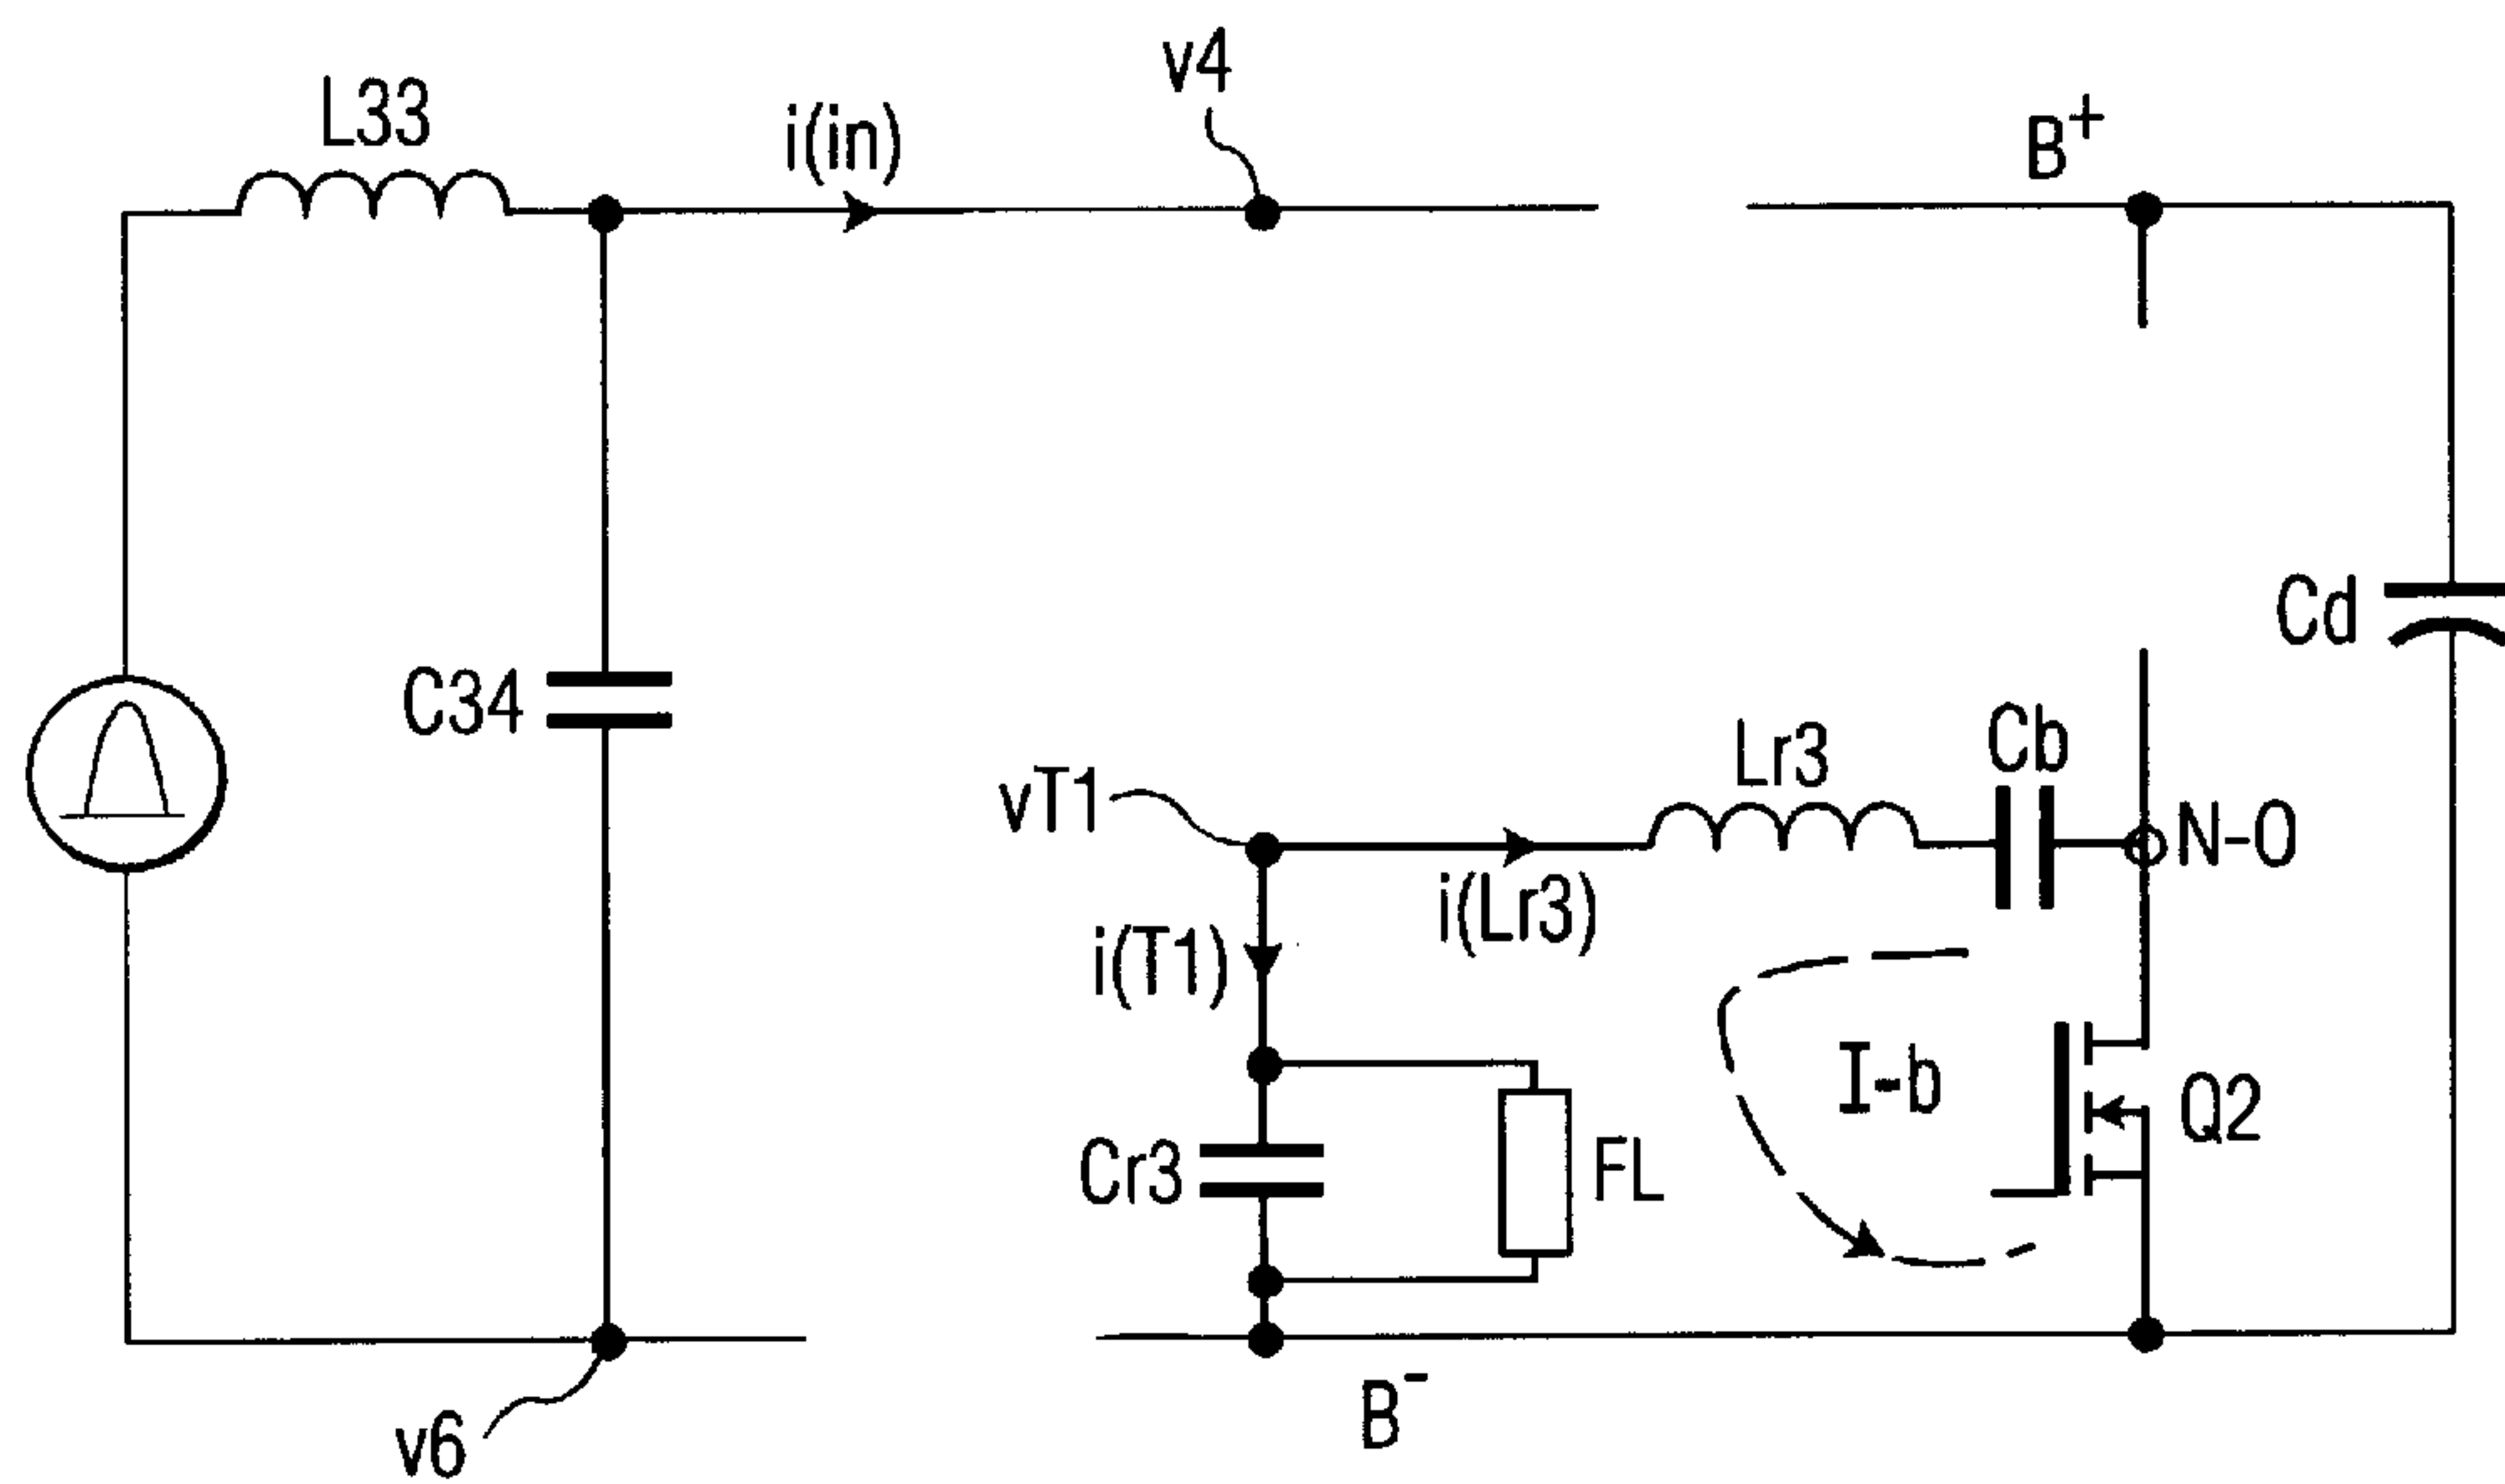 v4
L33
i(in)
B+
Cd
C34
Lr3
Cb
vT1
N-O
i(Lr3)
i(T1)
I-b
Q2
Cr3
FL
B-
v6